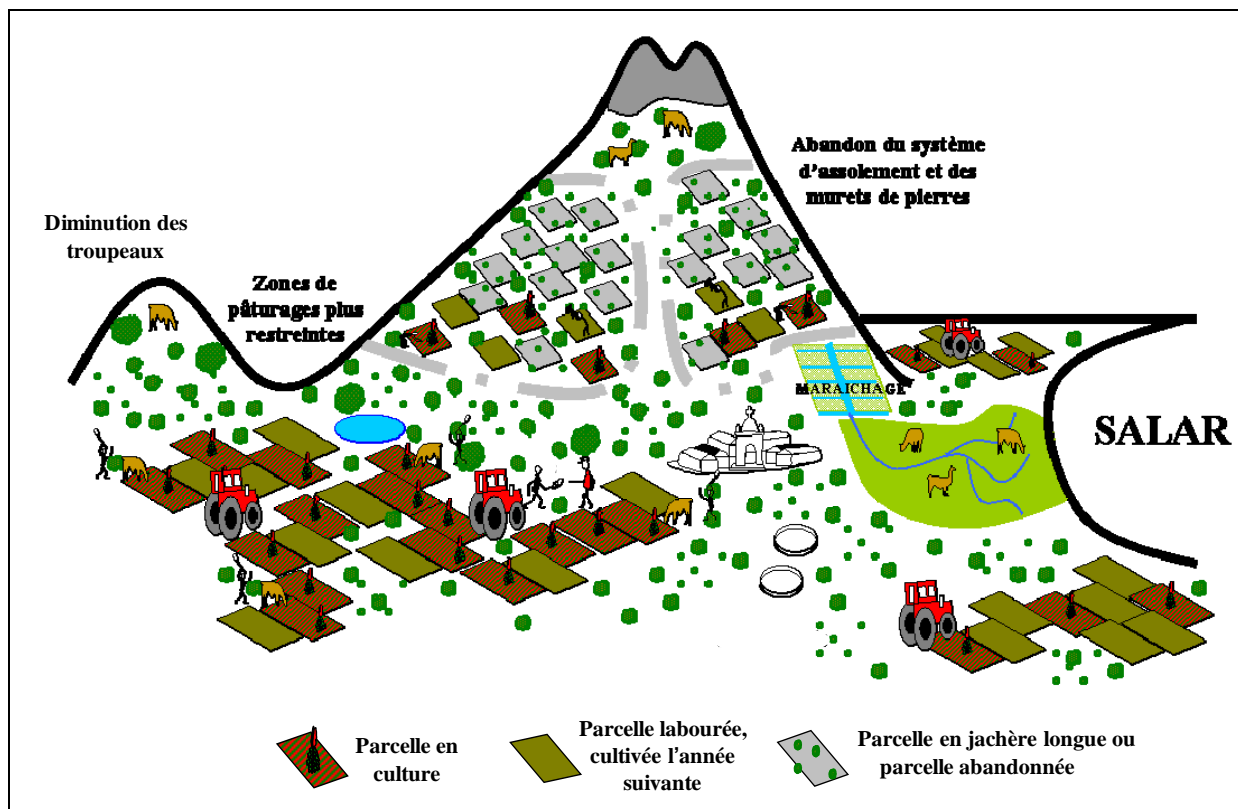 Abandon du système
d'assolement et des
murets de pierres
Diminution des
troupeaux
Zones de
pâturages plus
restreintes
MARAICHAGE
SALAR
Parcelle en
culture
Parcelle labourée,
cultivée l'année
suivante
Parcelle en jachère longue ou
parcelle abandonnée